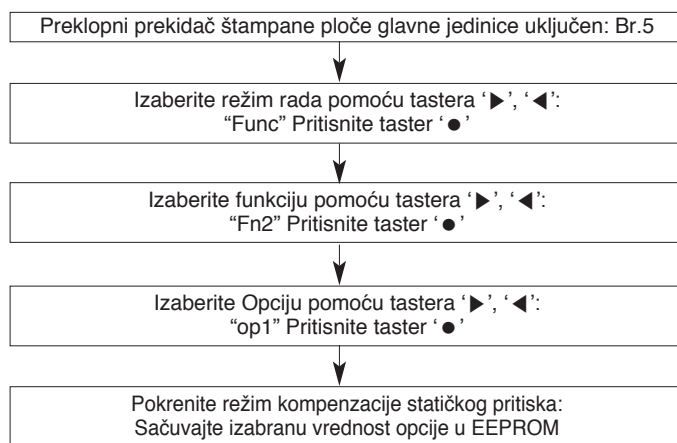 Preklopni prekidač štampane ploče glavne jedinice uključen: Br.5
Izaberite režim rada pomoću tastera ‘▶’, ‘◀’:
“Func” Pritisnite taster ‘●’
Izaberite funkciju pomoću tastera ‘▶’, ‘◀’:
“Fn2” Pritisnite taster ‘●’
Izaberite Opciju pomoću tastera ‘▶’, ‘◀’:
“op1” Pritisnite taster ‘●’
Pokrenite režim kompenzacije statičkog pritiska:
Sačuvajte izabranu vrednost opcije u EEPROM